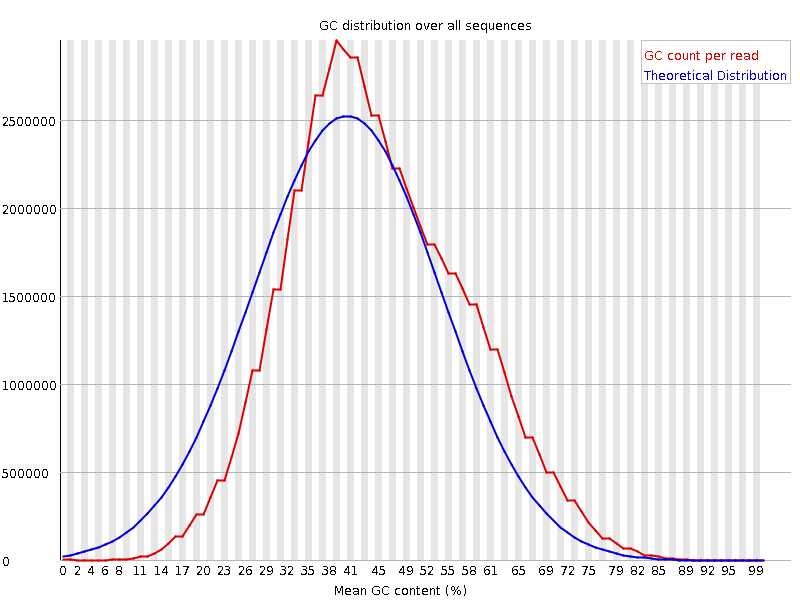 GC distribution over all sequences
GC count per read
Theoretical Distribution
2500000
2000000
1500000
1000000
500000
0
0 2 4 6 8 11 14 17 20 23 26 29 32 35 38 41 45 49 52 55 58 61 65 69 72 75 79 82 85 89 92 95 99
Mean GC content (%)